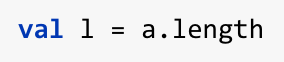 val l = a.length